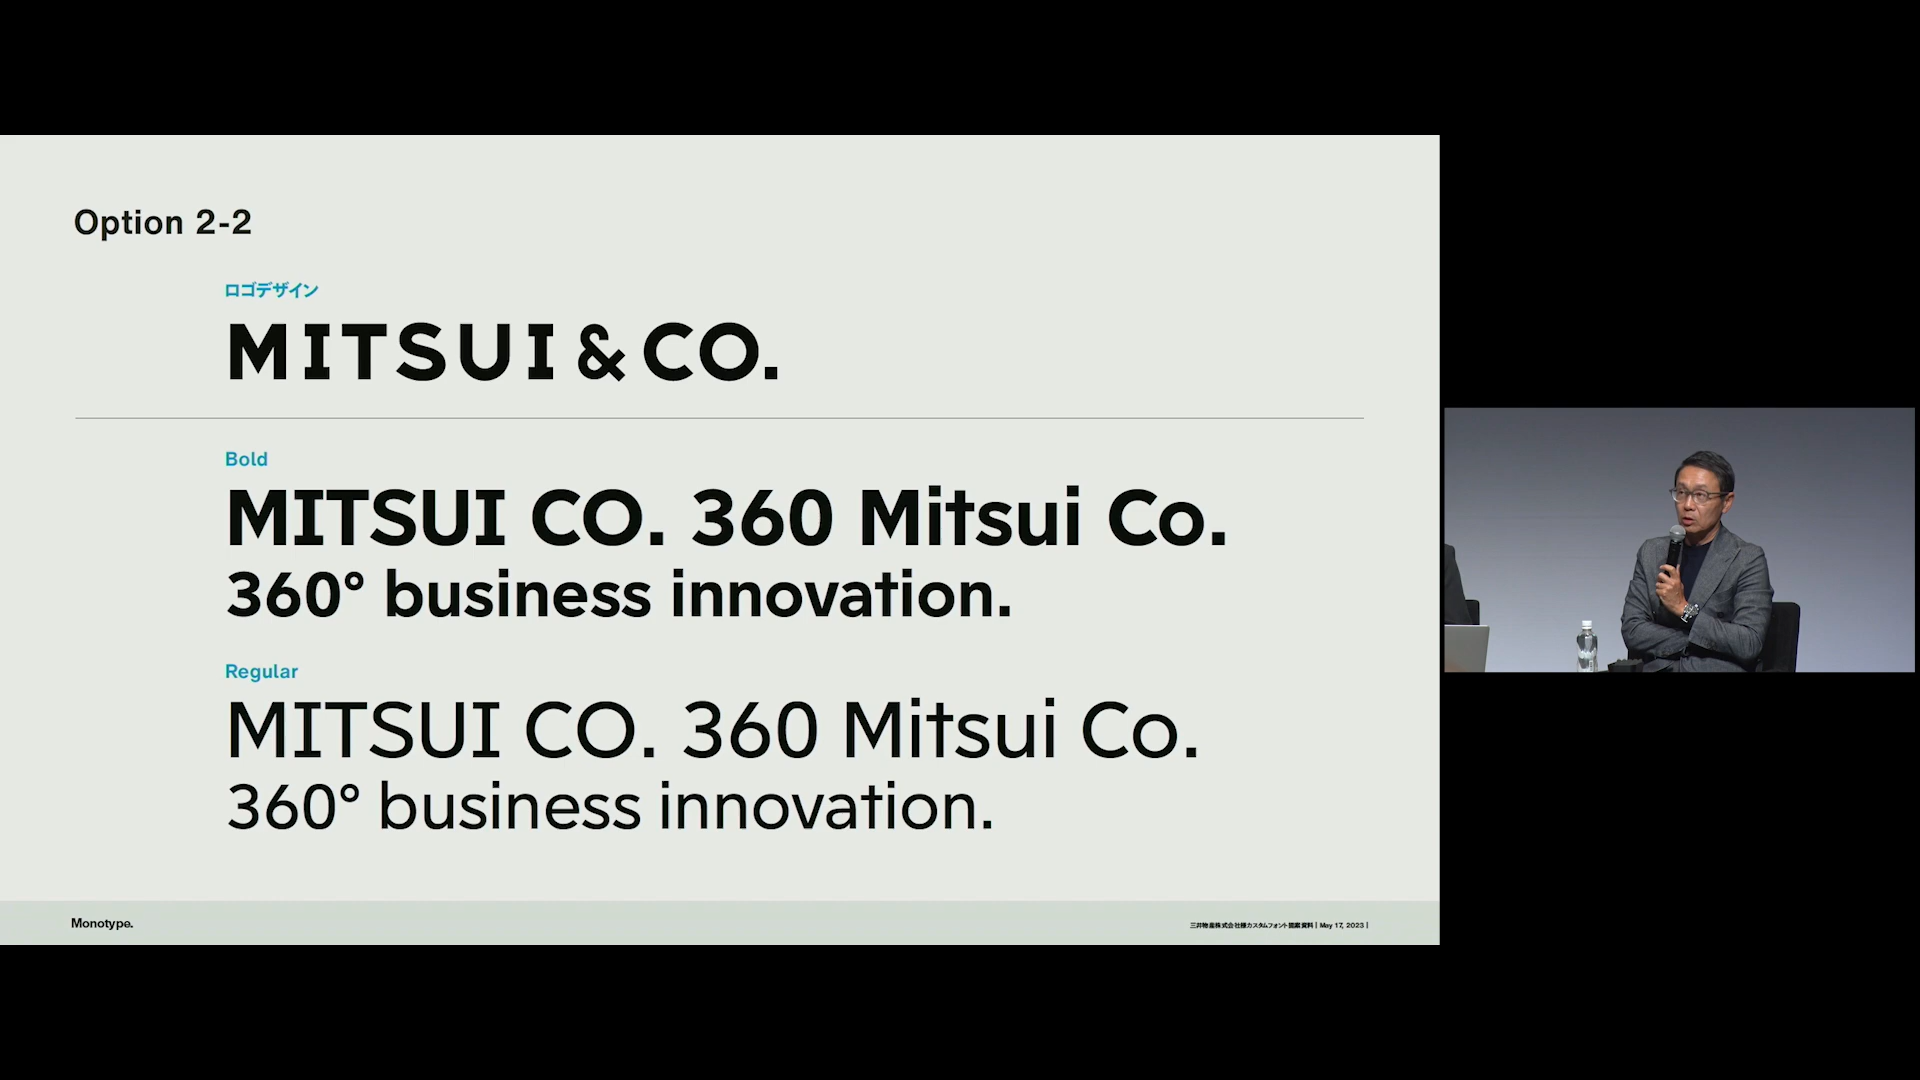 Option 2-2
ロゴデザイン
MITSUI & CO.
Bold
MITSUI CO. 360 Mitsui Co.
360° business innovation.
Regular
MITSUI CO. 360 Mitsui Co.
360° business innovation.
Monotype.
三井物産株式会社様カスタムフォント提案資料 | May 17, 2023 |